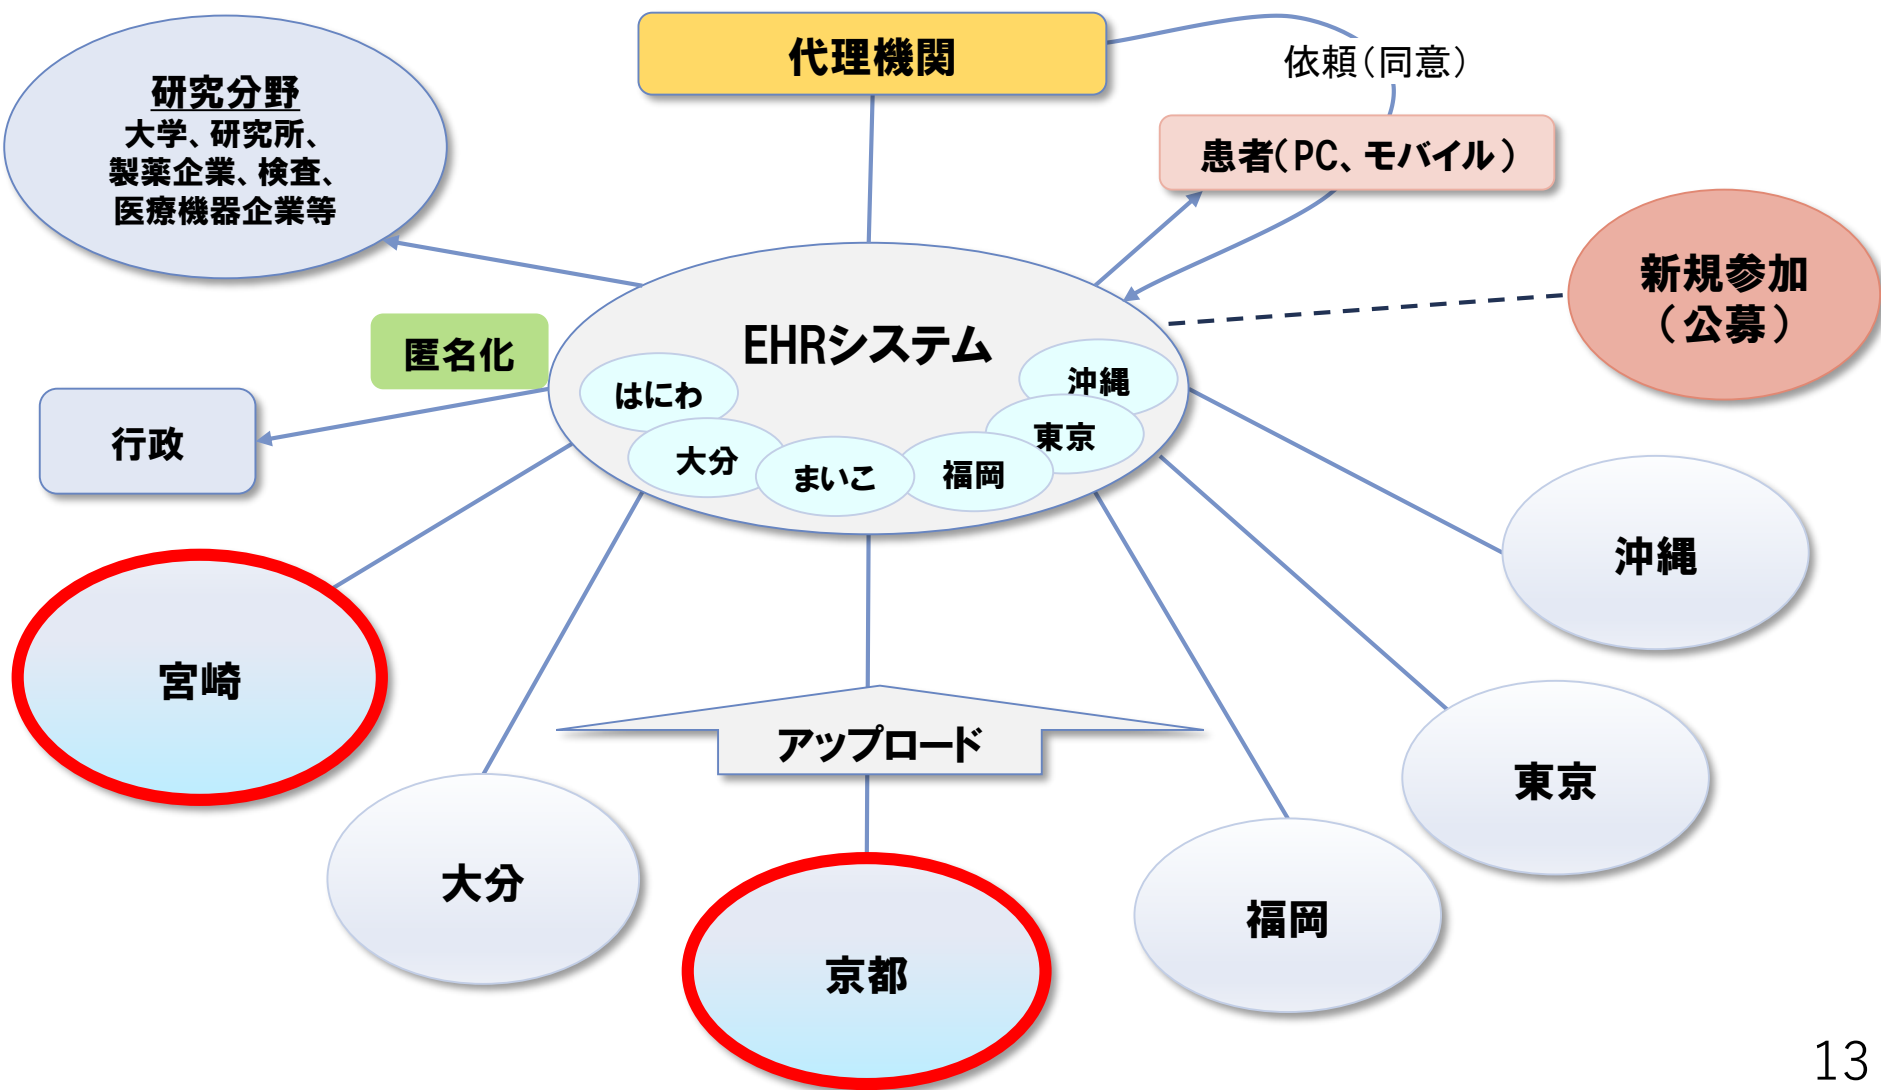 代理機関
依頼（同意）
研究分野
大学、研究所、
製薬企業、検査、
医療機器企業等
患者（PC、モバイル）
新規参加
（公募）
EHRシステム
匿名化
はにわ
沖縄
行政
大分
東京
まいこ
福岡
沖縄
宮崎
アップロード
東京
大分
福岡
京都
13